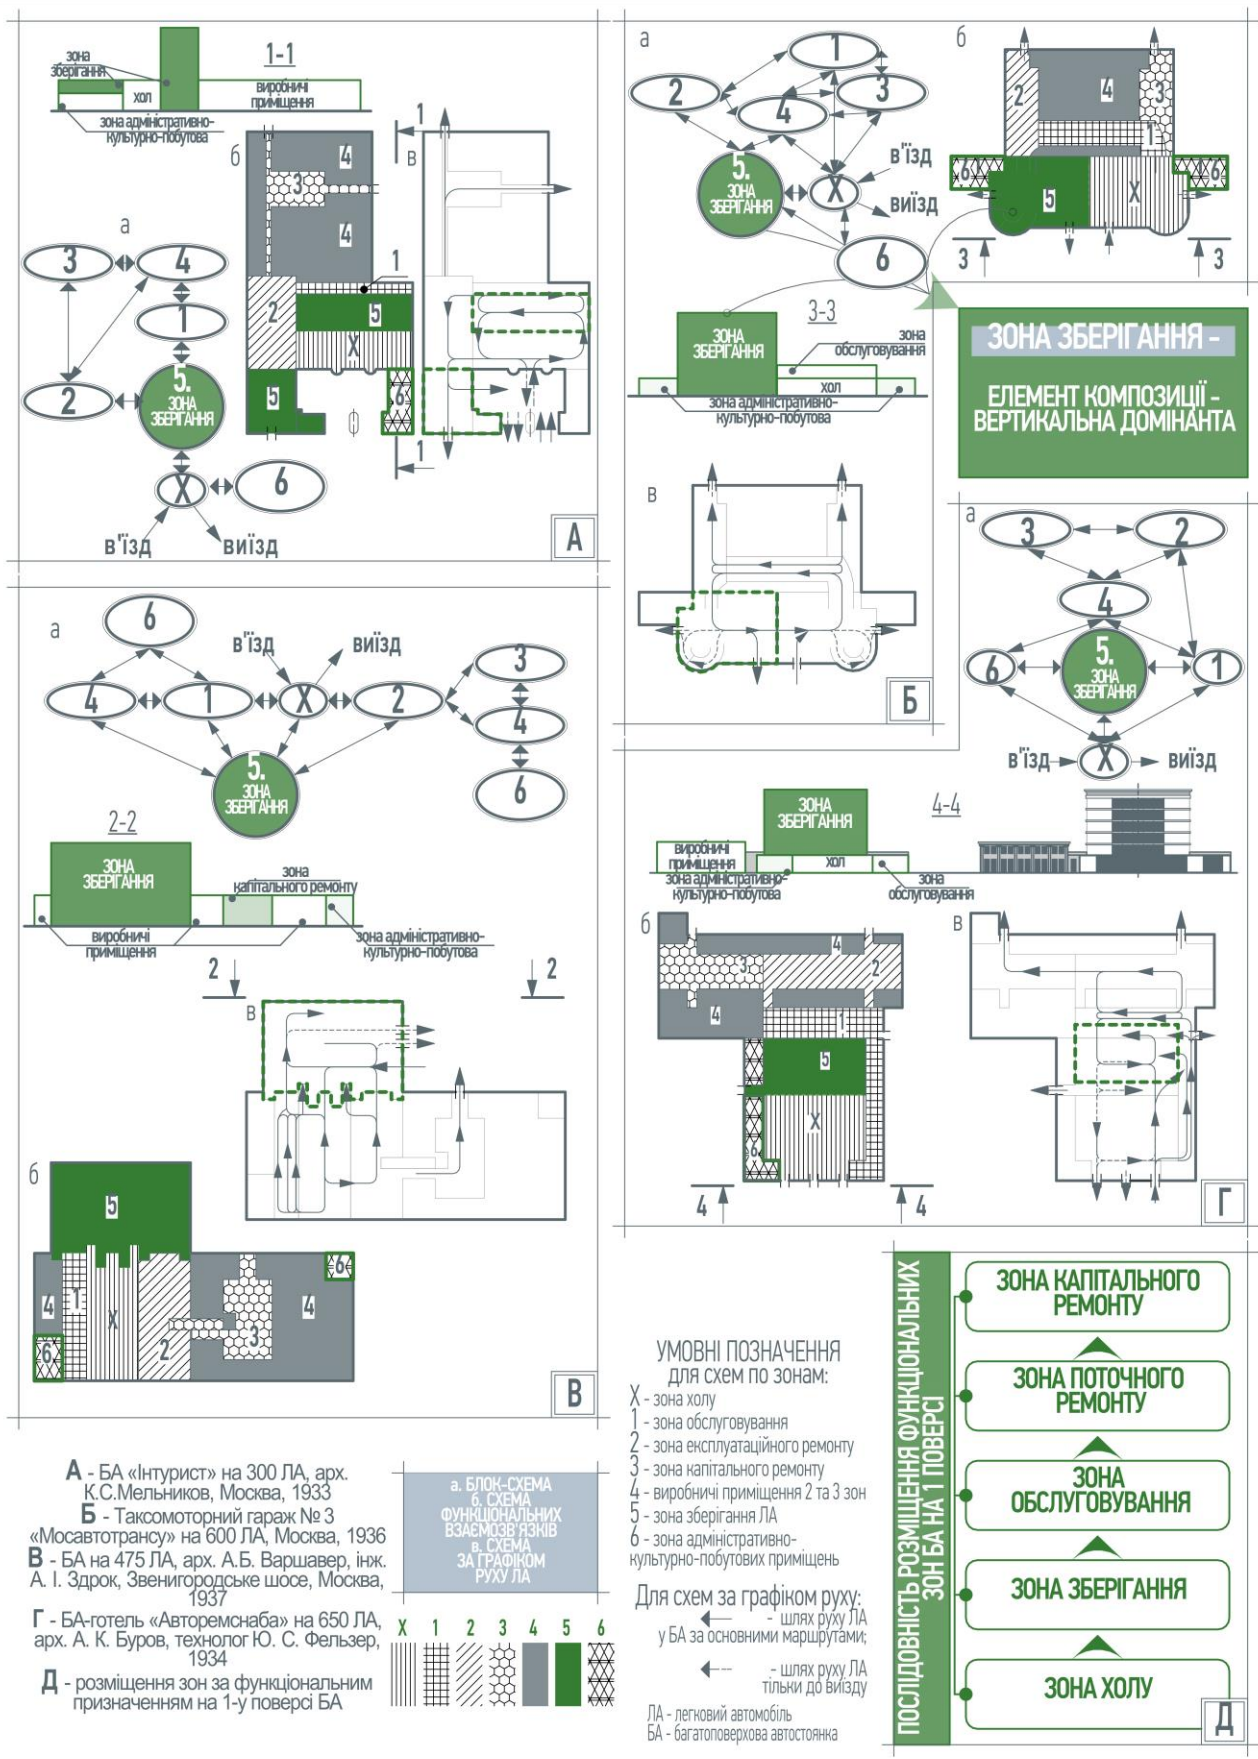 1-1
зона
зберігання
хол
виробничі
приміщення
зона адміністративно-
культурно-побутова
а
3
4
1
2
5.
ЗОНА
ЗБЕРІГАННЯ
X
6
в'їзд
виїзд
б
4
3
4
2
1
5
X
5
6
1
1
в
А
а
1
2
3
4
5.
ЗОНА
ЗБЕРІГАННЯ
X
в'їзд
виїзд
6
б
2
4
3
1
6
5
X
6
3
3
3-3
ЗОНА
ЗБЕРІГАННЯ
зона
обслуговування
хол
зона адміністративно-
культурно-побутова
ЗОНА ЗБЕРІГАННЯ -
ЕЛЕМЕНТ КОМПОЗИЦІЇ -
ВЕРТИКАЛЬНА ДОМІНАНТА
в
Б
а
6
в'їзд
виїзд
4
1
X
2
3
4
6
5.
ЗОНА
ЗБЕРІГАННЯ
2-2
ЗОНА
ЗБЕРІГАННЯ
зона
капітального ремонту
виробничі
приміщення
зона адміністративно-
культурно-побутова
2
2
в
б
5
4
1
X
2
3
4
6
6
В
а
3
2
4
6
5.
ЗОНА
ЗБЕРІГАННЯ
1
в'їзд
X
виїзд
4-4
ЗОНА
ЗБЕРІГАННЯ
виробничі
приміщення
хол
зона адміністративно-
культурно-побутова
зона
обслуговування
б
4
3
2
4
1
5
X
6
4
4
в
Г
А - БА «Інтурист» на 300 ЛА, арх.
К.С.Мельников, Москва, 1933
Б - Таксомоторний гараж № 3
«Мосавтотрансу» на 600 ЛА, Москва, 1936
В - БА на 475 ЛА, арх. А.Б. Варшавер, інж.
А. І. Здрок, Звенигородське шосе, Москва,
1937
Г - БА-готель «Авторемснаба» на 650 ЛА,
арх. А. К. Буров, технолог Ю. С. Фельзер,
1934
Д - розміщення зон за функціональним
призначенням на 1-у поверсі БА
а. БЛОК-СХЕМА
б. СХЕМА
ФУНКЦІОНАЛЬНИХ
ВЗАЄМОЗВ'ЯЗКІВ
в. СХЕМА
ЗА ГРАФІКОМ
РУХУ ЛА
X 1 2 3 4 5 6
УМОВНІ ПОЗНАЧЕННЯ
для схем по зонам:
X - зона холу
1 - зона обслуговування
2 - зона експлуатаційного ремонту
3 - зона капітального ремонту
4 - виробничі приміщення 2 та 3 зон
5 - зона зберігання ЛА
6 - зона адміністративно-
культурно-побутових приміщень
Для схем за графіком руху:
- шлях руху ЛА
у БА за основними маршрутами;
- шлях руху ЛА
тільки до виїзду
ЛА - легковий автомобіль
БА - багатоповерхова автостоянка
ПОСЛІДОВНІСТЬ РОЗМІЩЕННЯ ФУНКЦІОНАЛЬНИХ
ЗОН БА НА 1 ПОВЕРСІ
ЗОНА КАПІТАЛЬНОГО
РЕМОНТУ
ЗОНА ПОТОЧНОГО
РЕМОНТУ
ЗОНА
ОБСЛУГОВУВАННЯ
ЗОНА ЗБЕРІГАННЯ
ЗОНА ХОЛУ
Д